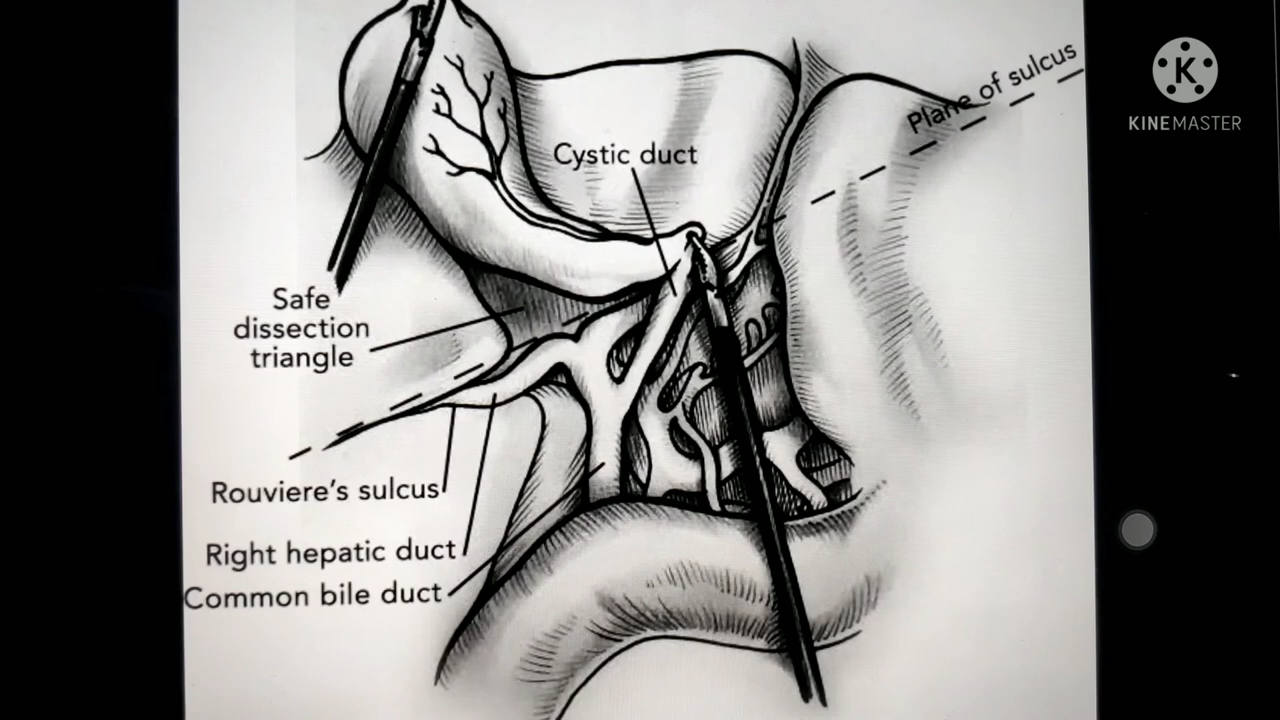 K
KINEMASTER
Plane of sulcus
Cystic duct
Safe
dissection
triangle
Rouviere's sulcus
Right hepatic duct
Common bile duct